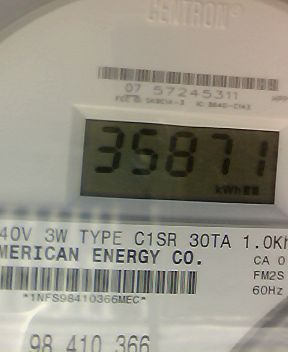 CENTRON®
07 57245311
35871
kWh
40V 3W TYPE C1SR 30TA 1.0Kh
MERICAN ENERGY CO. CA 0
FM2S
*1NFS98410366MEC* 60Hz
98 410 366